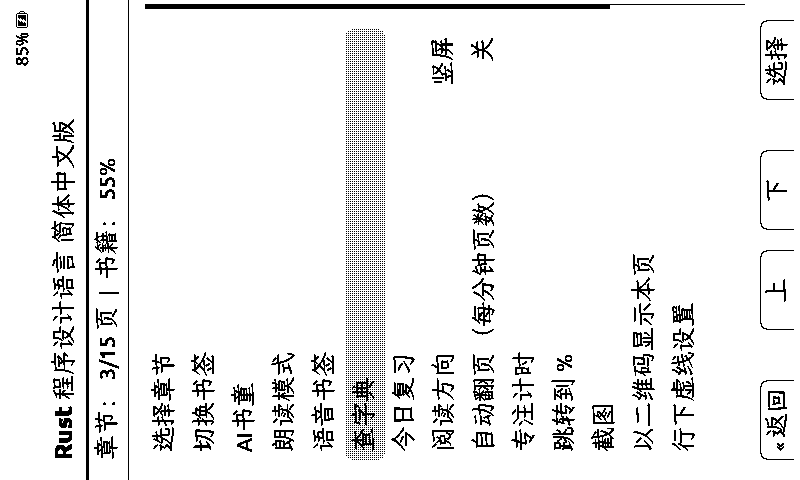 85%
Rust 程序设计语言 简体中文版
章节： 3/15 页 | 书籍： 55%
选择章节
切换书签
AI书童
朗读模式
语音书签
查字典
今日复习
阅读方向 竖屏
自动翻页（每分钟页数） 关
专注计时
跳转到 %
截图
以二维码显示本页
行下虚线设置
« 返回 上 下 选择